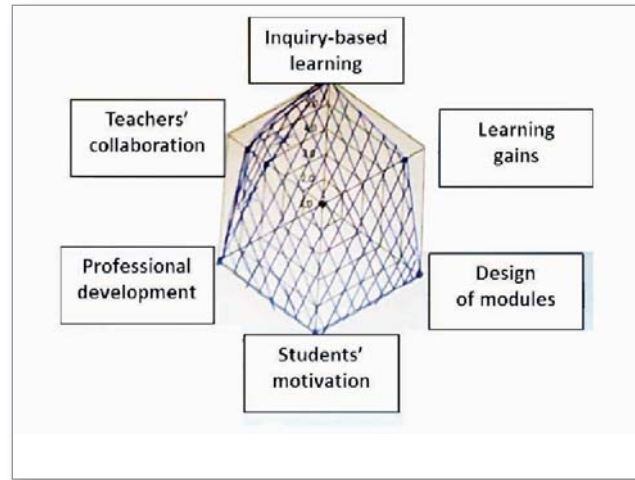 Inquiry-based
learning
Teachers'
collaboration
Learning
gains
Professional
development
Design
of modules
Students'
motivation